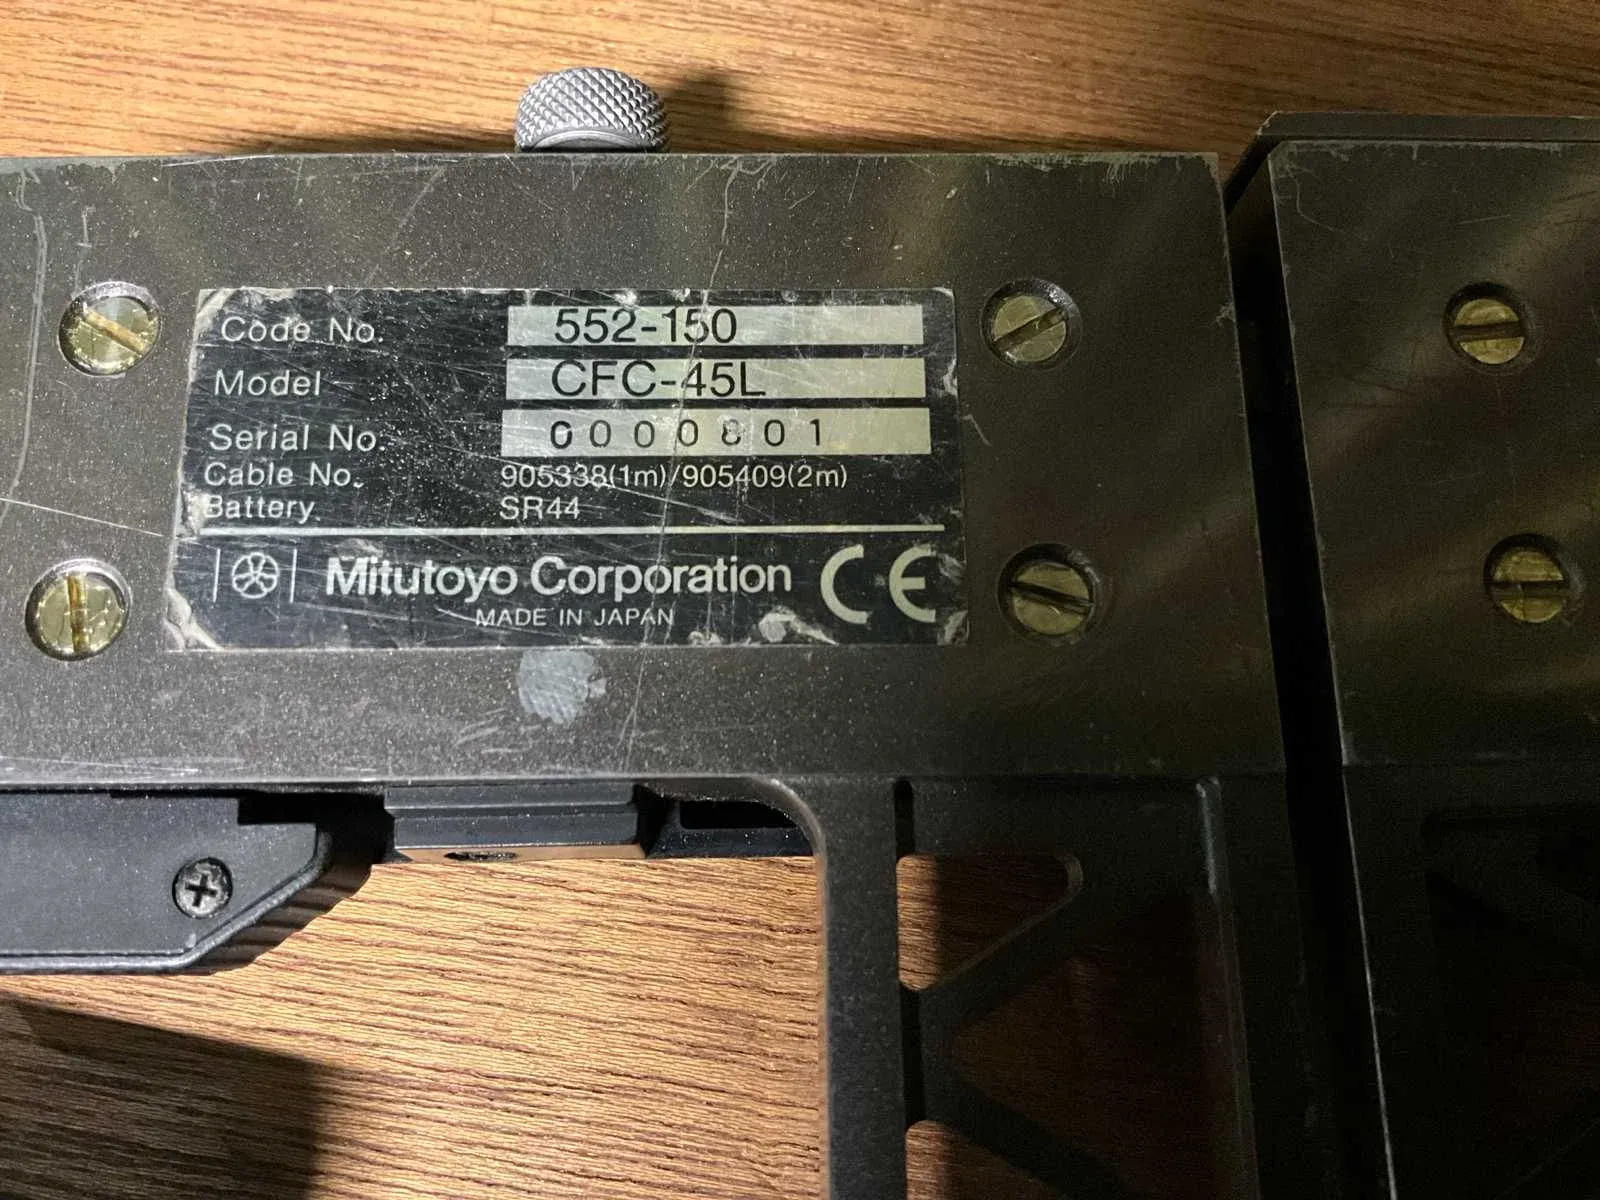 Code No. 552-150
Model CFC-45L
Serial No. 0000801
Cable No. 905338(1m)/905409(2m)
Battery SR44
Mitutoyo Corporation CE
MADE IN JAPAN